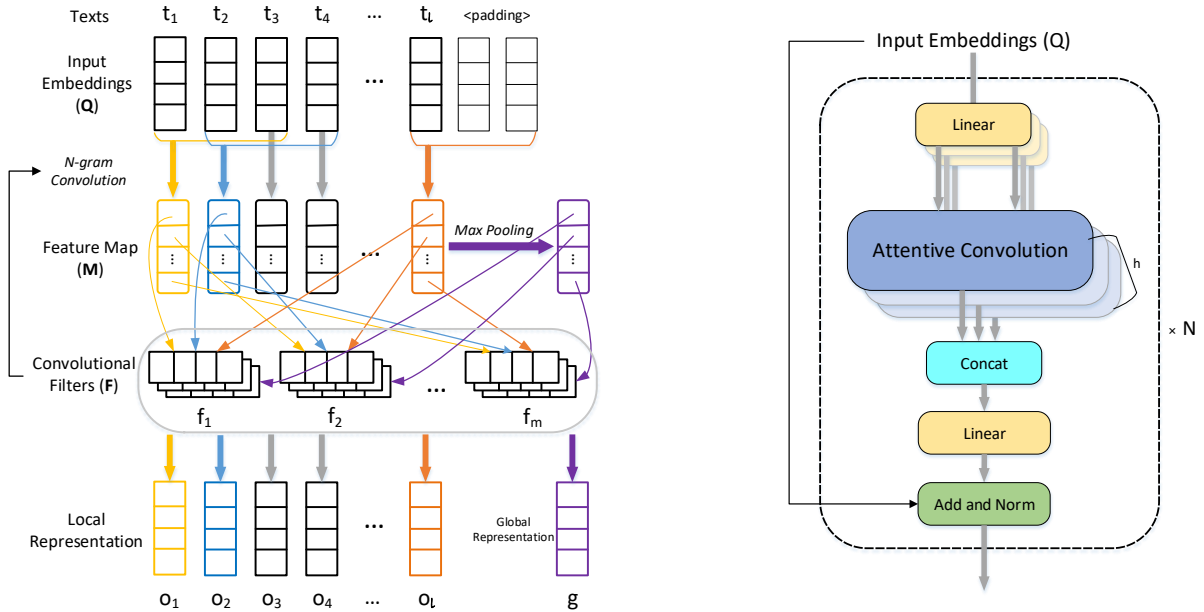 Texts t1 t2 t3 t4 ... tl <padding>
Input
Embeddings
(Q)
...
...
N-gram
Convolution
Feature Map
(M)
Max Pooling
...
Convolutional
Filters (F)
...
f1 f2 fm
Local
Representation
...
Global
Representation
o1 o2 o3 o4 ... ol g
Input Embeddings (Q)
Linear
Attentive Convolution
h
× N
Concat
Linear
Add and Norm